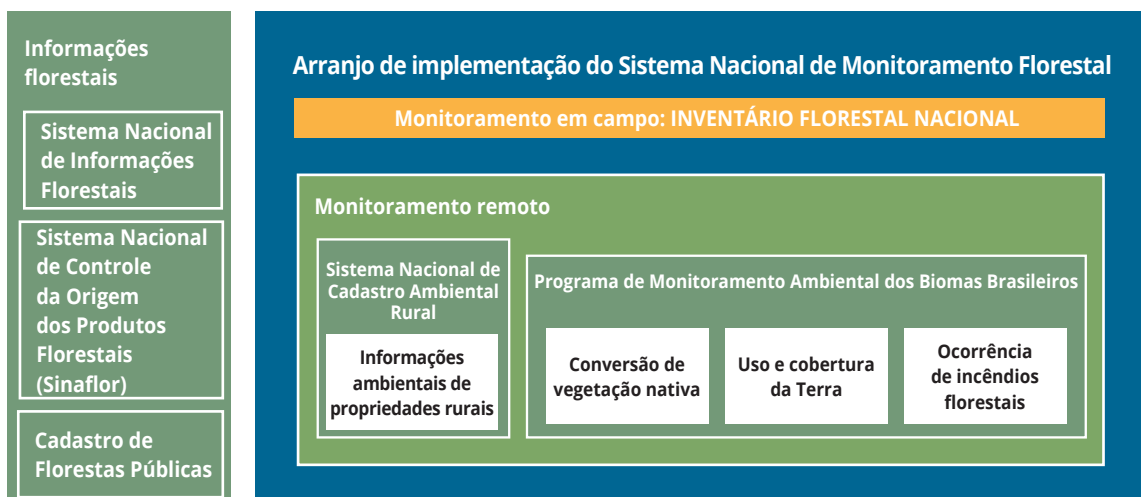 Informações
florestais
Sistema Nacional
de Informações
Florestais
Sistema Nacional
de Controle
da Origem
dos Produtos
Florestais
(Sinaflor)
Cadastro de
Florestas Públicas
Arranjo de implementação do Sistema Nacional de Monitoramento Florestal
Monitoramento em campo: INVENTÁRIO FLORESTAL NACIONAL
Monitoramento remoto
Sistema Nacional de
Cadastro Ambiental
Rural
Informações
ambientais de
propriedades rurais
Programa de Monitoramento Ambiental dos Biomas Brasileiros
Conversão de
vegetação nativa
Uso e cobertura
da Terra
Ocorrência
de incêndios
florestais